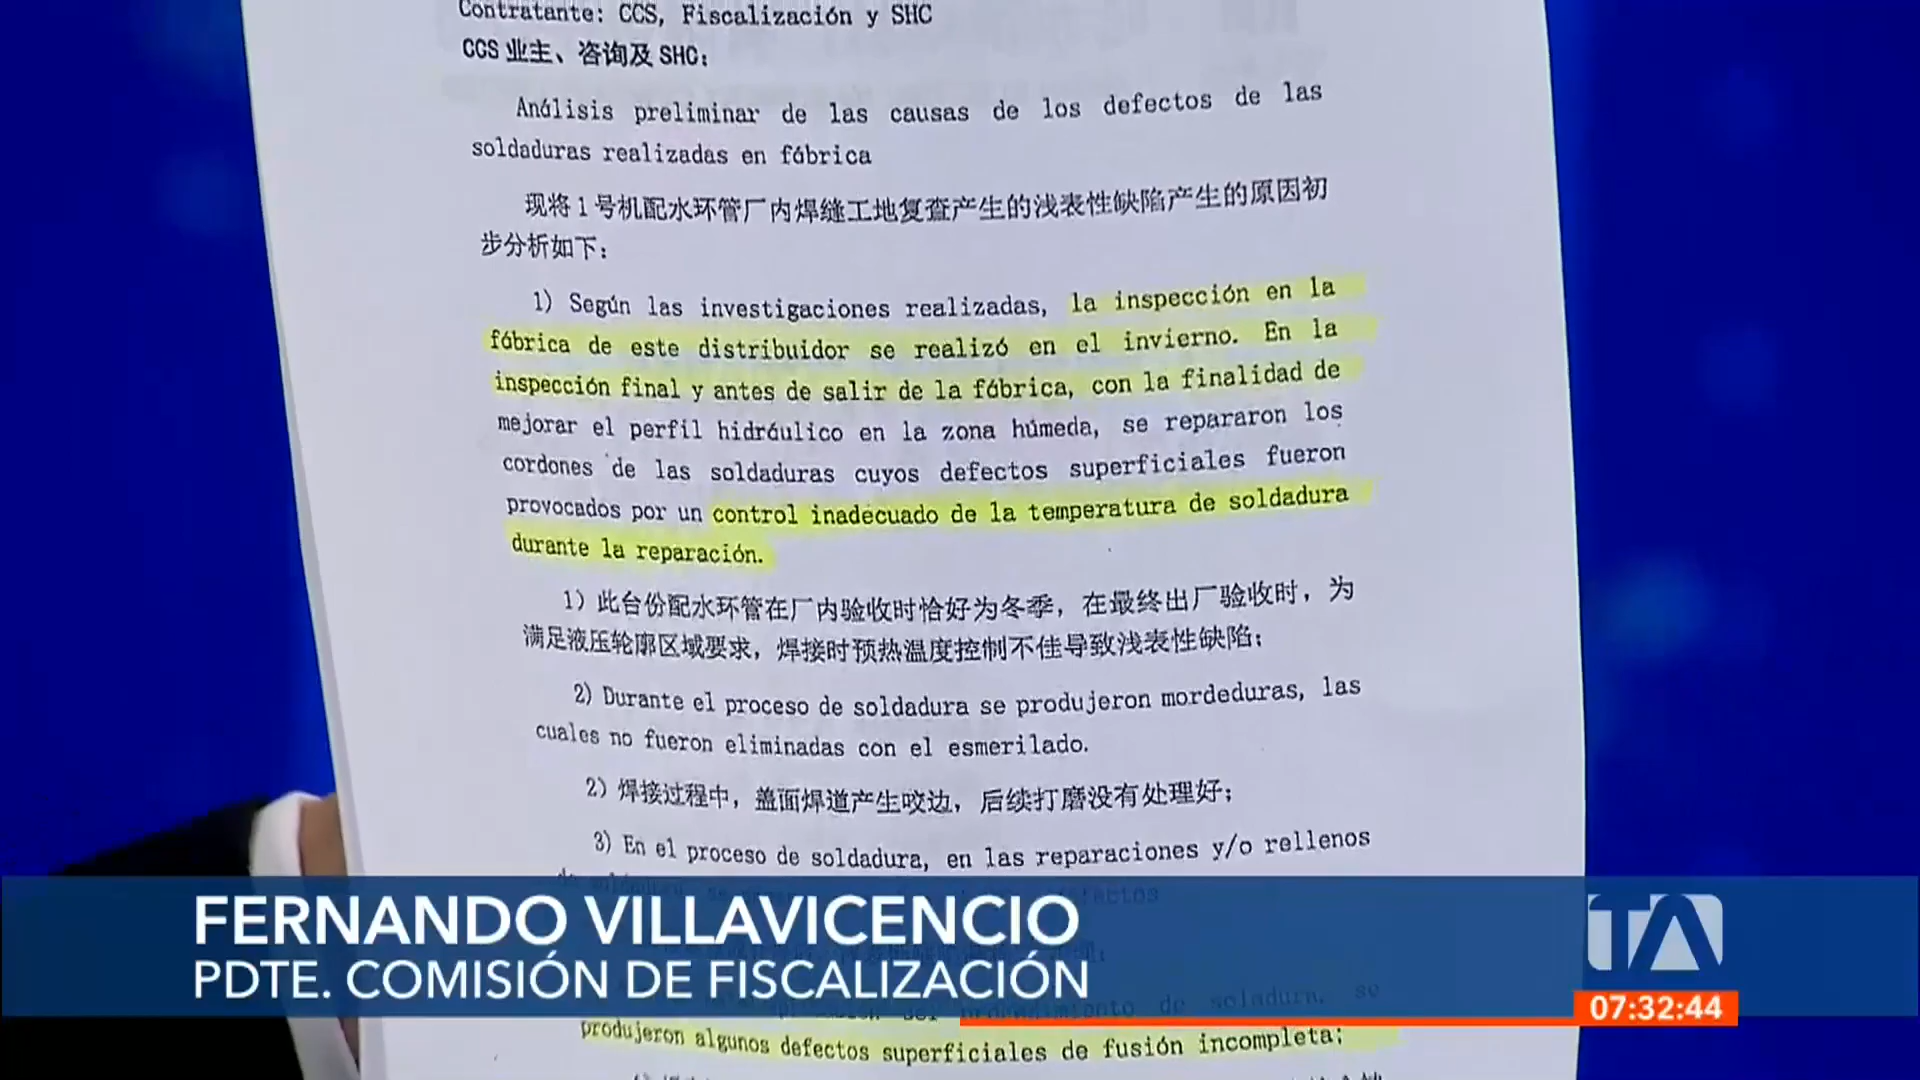 Contratante: CCS, Fiscalización y SHC
CCS 业主、咨询及 SHC:
Análisis preliminar de las causas de los defectos de las
soldaduras realizadas en fábrica
现将 1 号机配水环管厂内焊缝工地复查产生的浅表性缺陷产生的原因初
步分析如下:
1) Según las investigaciones realizadas, la inspección en la
fábrica de este distribuidor se realizó en el invierno. En la
inspección final y antes de salir de la fábrica, con la finalidad de
mejorar el perfil hidráulico en la zona húmeda, se repararon los
cordones de las soldaduras cuyos defectos superficiales fueron
provocados por un control inadecuado de la temperatura de soldadura
durante la reparación.
1) 此台份配水环管在厂内验收时恰好为冬季，在最终出厂验收时，为
满足液压轮廓区域要求，焊接时预热温度控制不佳导致浅表性缺陷;
2) Durante el proceso de soldadura se produjeron mordeduras, las
cuales no fueron eliminadas con el esmerilado.
2) 焊接过程中，盖面焊道产生咬边，后续打磨没有处理好;
3) En el proceso de soldadura, en las reparaciones y/o rellenos
de soldadura, se
FERNANDO VILLAVICENCIO
PDTE. COMISIÓN DE FISCALIZACIÓN
TA
07:32:44
procedimiento de soldadura, se
produjeron algunos defectos superficiales de fusión incompleta;